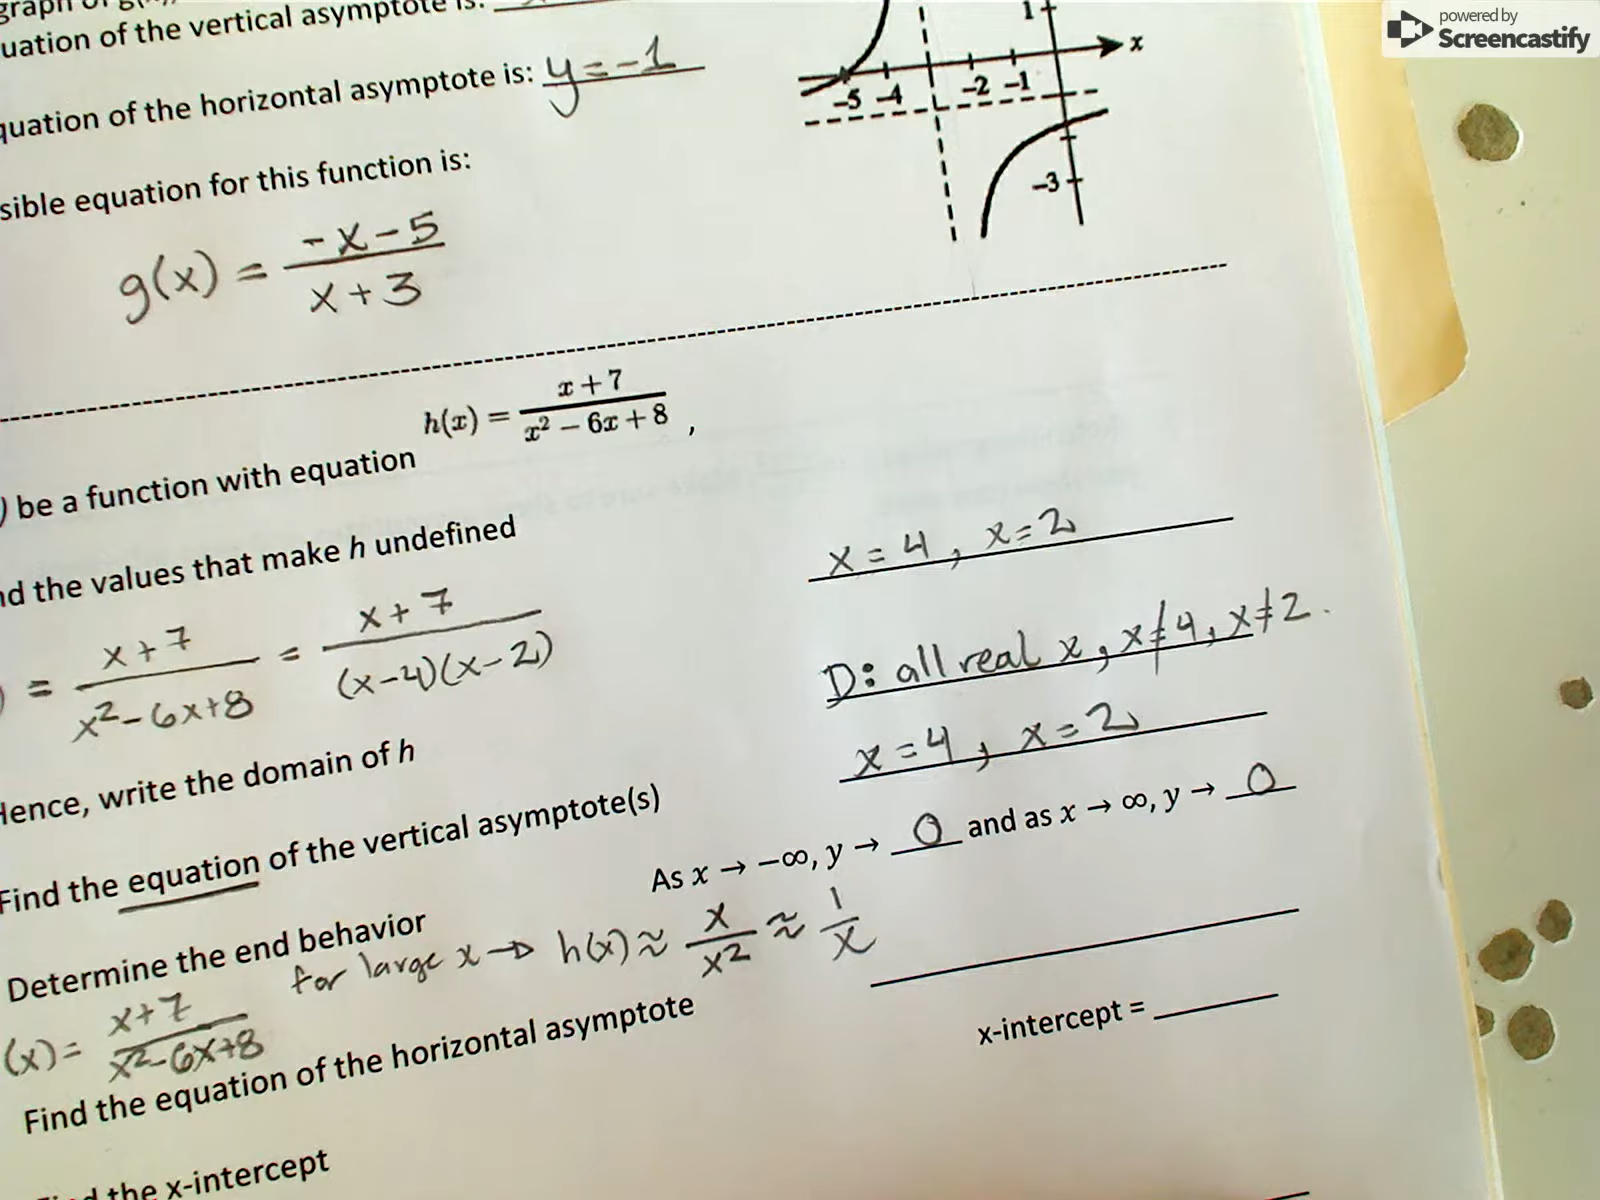 graph of g(
uation of the vertical asymptote is:
quation of the horizontal asymptote is: y=-1
sible equation for this function is:
g(x) = -x-5 / x+3
1
x
-5 -4 -2 -1
-3
powered by
Screencastify
h(x) = x+7 / x² - 6x + 8 ,
) be a function with equation
nd the values that make h undefined
x = 4 , x = 2
) = x+7 / x²-6x+8 = x+7 / (x-4)(x-2)
D: all real x, x≠4, x≠2.
Hence, write the domain of h
x = 4 , x = 2
Find the equation of the vertical asymptote(s)
As x → -∞, y → 0 and as x → ∞, y → 0
Determine the end behavior
for large x → h(x) ≈ x / x² ≈ 1 / x
(x) = x+7 / x²-6x+8
Find the equation of the horizontal asymptote
x-intercept =
d the x-intercept